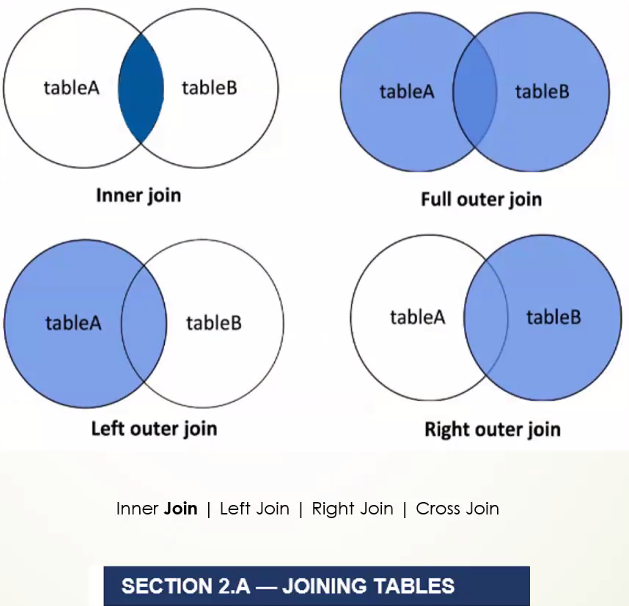 tableA tableB
tableA tableB
Inner join
Full outer join
tableA tableB
tableA tableB
Left outer join
Right outer join
Inner Join | Left Join | Right Join | Cross Join
SECTION 2.A — JOINING TABLES